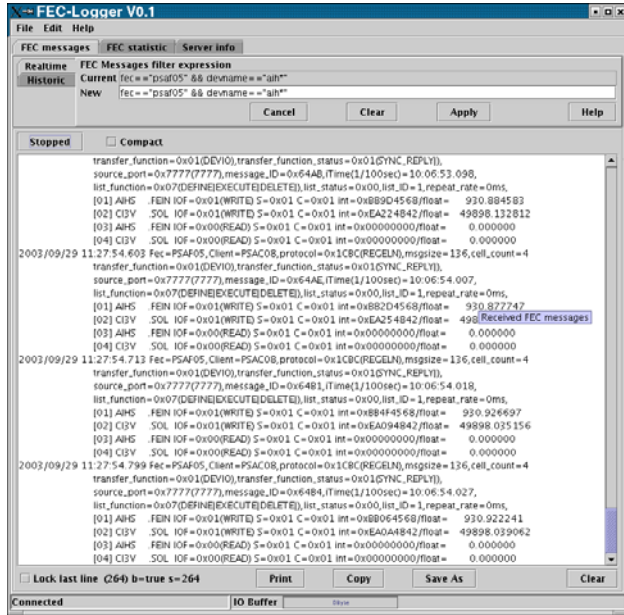 FEC-Logger V0.1
File Edit Help
FEC messages FEC statistic Server info
Realtime
Historic
FEC Messages filter expression
Current fec=="psaf05" && devname=="aih*"
New fec=="psaf05" && devname=="aih*"
Cancel Clear Apply Help
Stopped Compact
transfer_function=0x01(DEVIO),transfer_function_status=0x01(SYNC_REPLY|),
source_port=0x7777(7777),message_ID=0x64AB,iTime(1/100sec)=10:06:53.098,
list_function=0x07(DEFINE|EXECUTE|DELETE|),list_status=0x00,list_ID=1,repeat_rate=0ms,
[01] AIHS .FEIN IOF=0x01(WRITE) S=0x01 C=0x01 int=0xBB9D4568/float= 930.884583
[02] CI3V .SOL IOF=0x01(WRITE) S=0x01 C=0x01 int=0xEA224842/float= 49898.132812
[03] AIHS .FEIN IOF=0x00(READ) S=0x01 C=0x01 int=0x00000000/float= 0.000000
[04] CI3V .SOL IOF=0x00(READ) S=0x01 C=0x01 int=0x00000000/float= 0.000000
2003/09/29 11:27:54.603 Fec=PSAF05,Client=PSAC08,protocol=0x1CBC(REGELN),msgsize=136,cell_count=4
transfer_function=0x01(DEVIO),transfer_function_status=0x01(SYNC_REPLY|),
source_port=0x7777(7777),message_ID=0x64AE,iTime(1/100sec)=10:06:54.007,
list_function=0x07(DEFINE|EXECUTE|DELETE|),list_status=0x00,list_ID=1,repeat_rate=0ms,
[01] AIHS .FEIN IOF=0x01(WRITE) S=0x01 C=0x01 int=0xBB2D4568/float= 930.877747
[02] CI3V .SOL IOF=0x01(WRITE) S=0x01 C=0x01 int=0xEA254842/float= 498
Received FEC messages
[03] AIHS .FEIN IOF=0x00(READ) S=0x01 C=0x01 int=0x00000000/float= 0.000000
[04] CI3V .SOL IOF=0x00(READ) S=0x01 C=0x01 int=0x00000000/float= 0.000000
2003/09/29 11:27:54.713 Fec=PSAF05,Client=PSAC08,protocol=0x1CBC(REGELN),msgsize=136,cell_count=4
transfer_function=0x01(DEVIO),transfer_function_status=0x01(SYNC_REPLY|),
source_port=0x7777(7777),message_ID=0x64B1,iTime(1/100sec)=10:06:54.018,
list_function=0x07(DEFINE|EXECUTE|DELETE|),list_status=0x00,list_ID=1,repeat_rate=0ms,
[01] AIHS .FEIN IOF=0x01(WRITE) S=0x01 C=0x01 int=0xBB4F4568/float= 930.926697
[02] CI3V .SOL IOF=0x01(WRITE) S=0x01 C=0x01 int=0xEA094842/float= 49898.035156
[03] AIHS .FEIN IOF=0x00(READ) S=0x01 C=0x01 int=0x00000000/float= 0.000000
[04] CI3V .SOL IOF=0x00(READ) S=0x01 C=0x01 int=0x00000000/float= 0.000000
2003/09/29 11:27:54.799 Fec=PSAF05,Client=PSAC08,protocol=0x1CBC(REGELN),msgsize=136,cell_count=4
transfer_function=0x01(DEVIO),transfer_function_status=0x01(SYNC_REPLY|),
source_port=0x7777(7777),message_ID=0x64B4,iTime(1/100sec)=10:06:54.027,
list_function=0x07(DEFINE|EXECUTE|DELETE|),list_status=0x00,list_ID=1,repeat_rate=0ms,
[01] AIHS .FEIN IOF=0x01(WRITE) S=0x01 C=0x01 int=0xBB064568/float= 930.922241
[02] CI3V .SOL IOF=0x01(WRITE) S=0x01 C=0x01 int=0xEA0A4842/float= 49898.039062
[03] AIHS .FEIN IOF=0x00(READ) S=0x01 C=0x01 int=0x00000000/float= 0.000000
[04] CI3V .SOL IOF=0x00(READ) S=0x01 C=0x01 int=0x00000000/float= 0.000000
Lock last line (264) b=true s=264 Print Copy Save As Clear
Connected IO Buffer